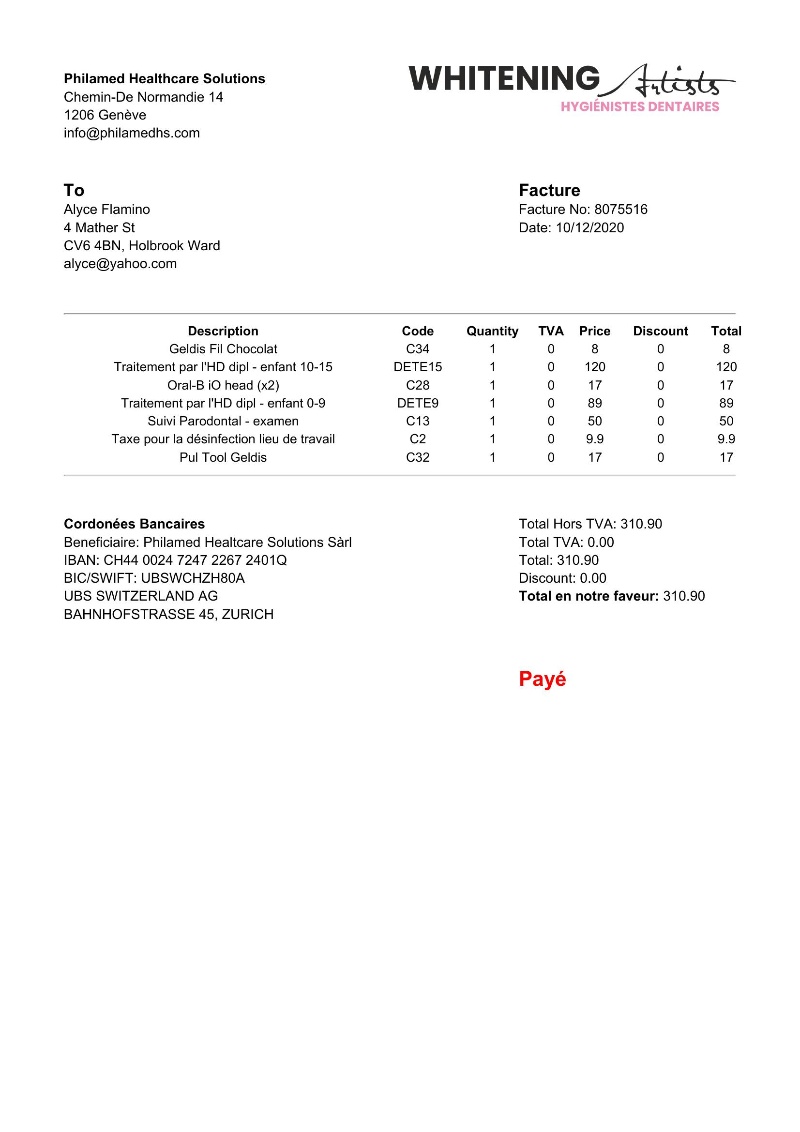 Philamed Healthcare Solutions
Chemin-De Normandie 14
1206 Genève
info@philamedhs.com
WHITENING Artists
HYGIÉNISTES DENTAIRES
To
Alyce Flamino
4 Mather St
CV6 4BN, Holbrook Ward
alyce@yahoo.com
Facture
Facture No: 8075516
Date: 10/12/2020
Description Code Quantity TVA Price Discount Total
Geldis Fil Chocolat C34 1 0 8 0 8
Traitement par l'HD dipl - enfant 10-15 DETE15 1 0 120 0 120
Oral-B iO head (x2) C28 1 0 17 0 17
Traitement par l'HD dipl - enfant 0-9 DETE9 1 0 89 0 89
Suivi Parodontal - examen C13 1 0 50 0 50
Taxe pour la désinfection lieu de travail C2 1 0 9.9 0 9.9
Pul Tool Geldis C32 1 0 17 0 17
Cordonées Bancaires
Beneficiaire: Philamed Healtcare Solutions Sàrl
IBAN: CH44 0024 7247 2267 2401Q
BIC/SWIFT: UBSWCHZH80A
UBS SWITZERLAND AG
BAHNHOFSTRASSE 45, ZURICH
Total Hors TVA: 310.90
Total TVA: 0.00
Total: 310.90
Discount: 0.00
Total en notre faveur: 310.90
Payé